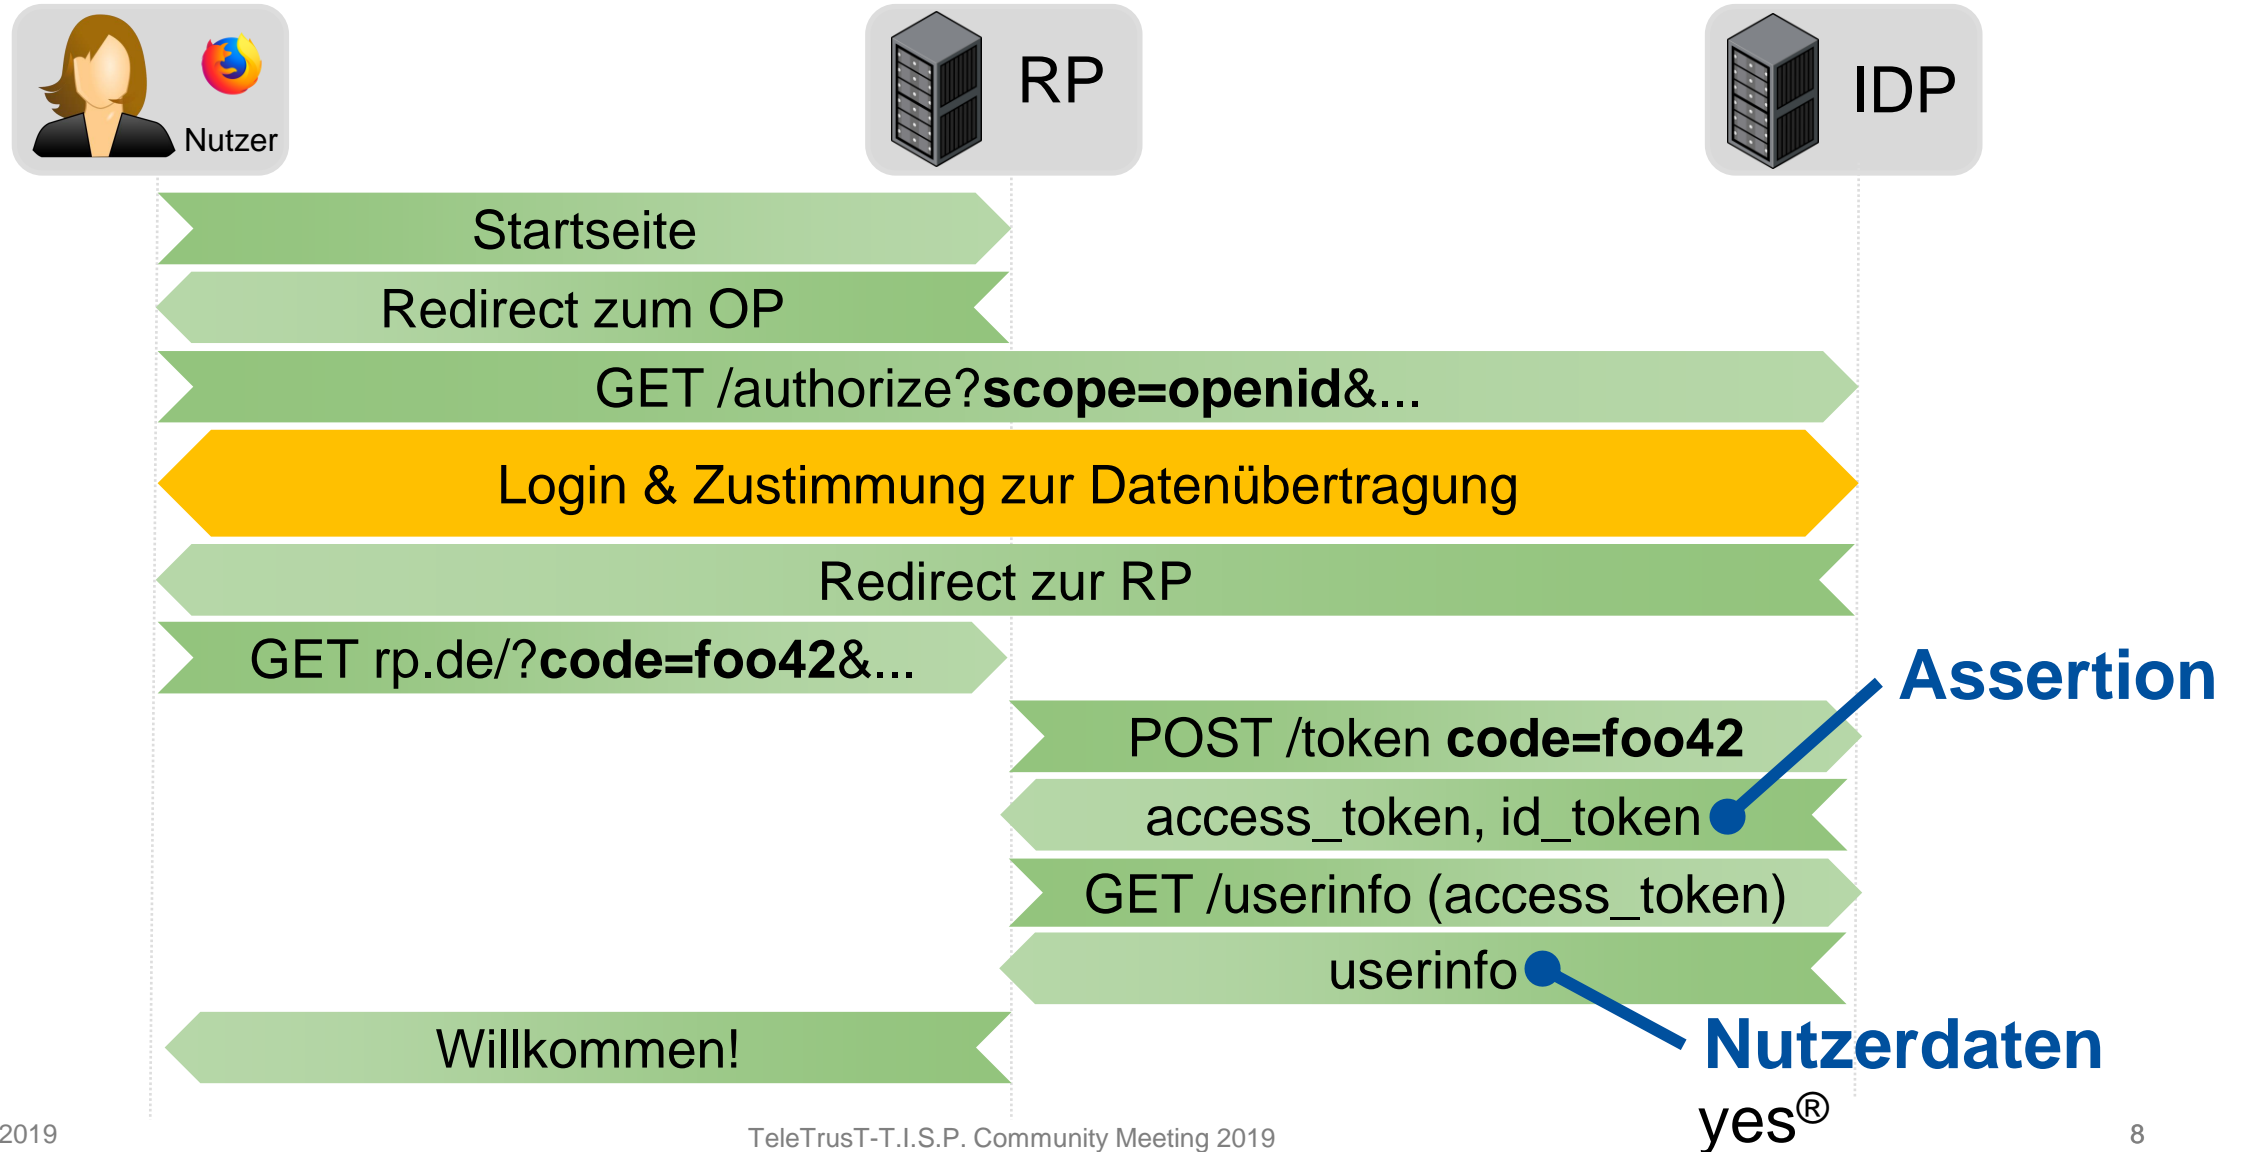 Nutzer
RP
IDP
Startseite
Redirect zum OP
GET /authorize?scope=openid&...
Login & Zustimmung zur Datenübertragung
Redirect zur RP
GET rp.de/?code=foo42&...
Assertion
POST /token code=foo42
access_token, id_token
GET /userinfo (access_token)
userinfo
Willkommen!
Nutzerdaten
yes®
2019
TeleTrusT-T.I.S.P. Community Meeting 2019
8